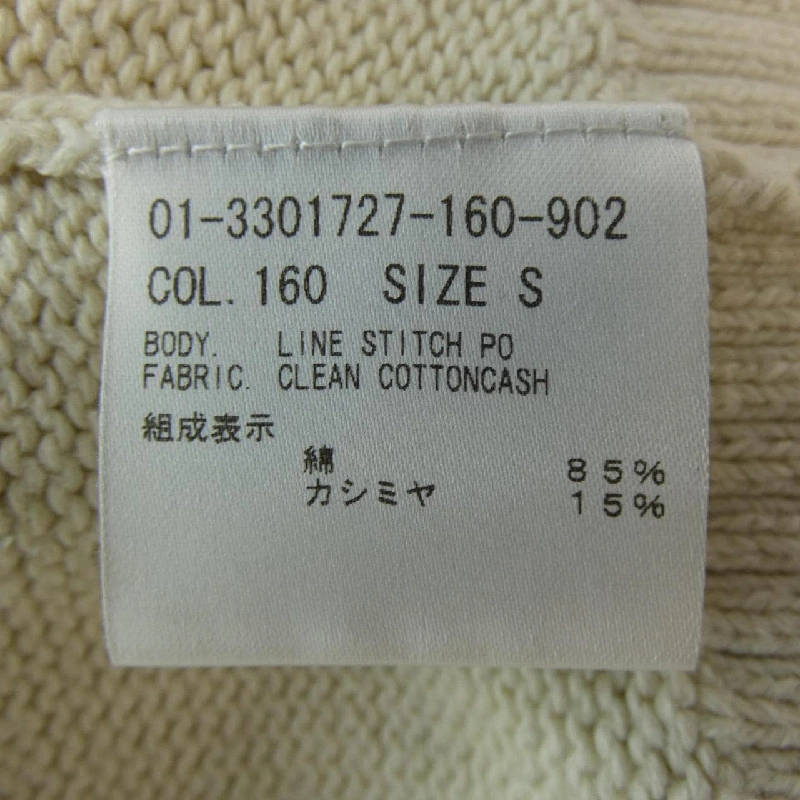 01-3301727-160-902
COL. 160 SIZE S
BODY. LINE STITCH PO
FABRIC. CLEAN COTTONCASH
組成表示
綿 85%
カシミヤ 15%